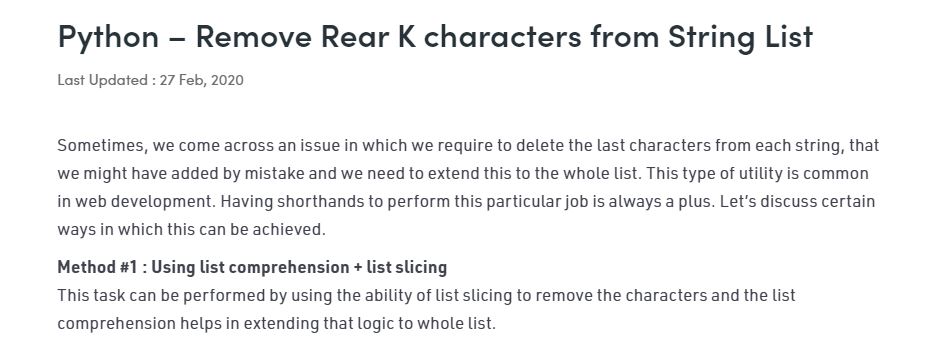 Python – Remove Rear K characters from String List
Last Updated : 27 Feb, 2020
Sometimes, we come across an issue in which we require to delete the last characters from each string, that
we might have added by mistake and we need to extend this to the whole list. This type of utility is common
in web development. Having shorthands to perform this particular job is always a plus. Let’s discuss certain
ways in which this can be achieved.
Method #1 : Using list comprehension + list slicing
This task can be performed by using the ability of list slicing to remove the characters and the list
comprehension helps in extending that logic to whole list.